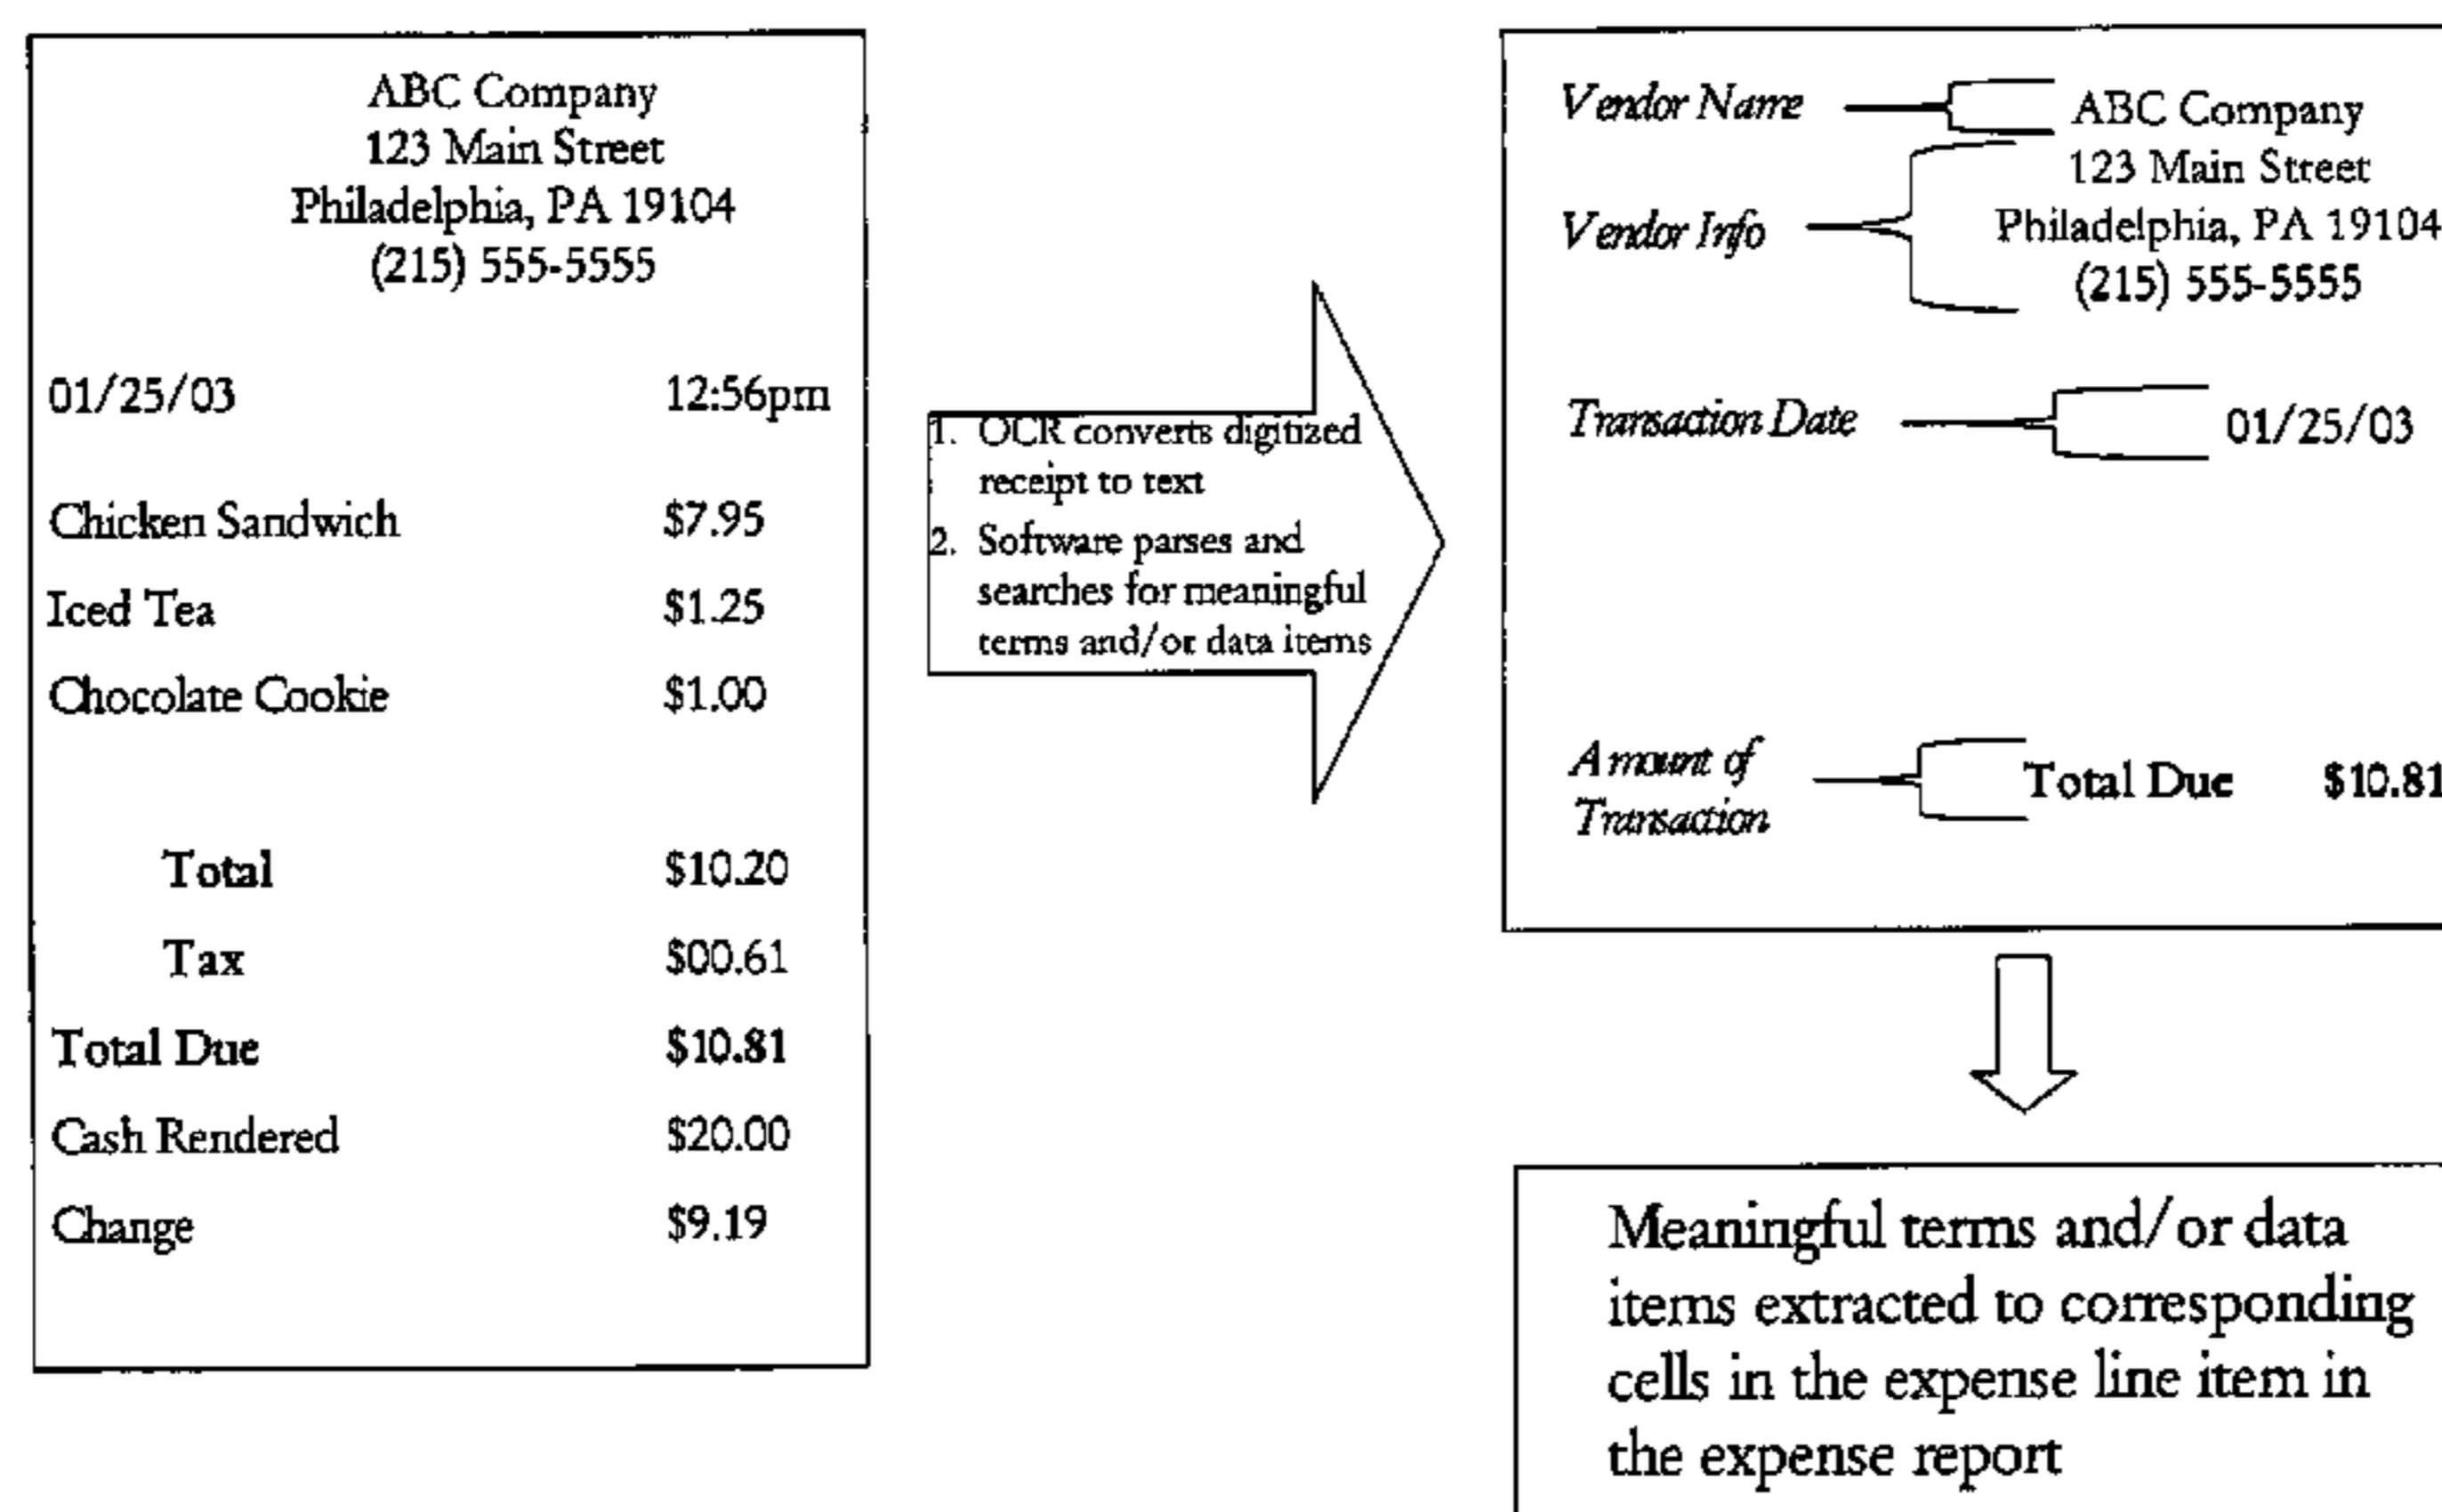 ABC Company
123 Main Street
Philadelphia, PA 19104
(215) 555-5555
01/25/03 12:56pm
Chicken Sandwich $7.95
Iced Tea $1.25
Chocolate Cookie $1.00
Total $10.20
Tax $00.61
Total Due $10.81
Cash Rendered $20.00
Change $9.19
1. OCR converts digitized
receipt to text
2. Software parses and
searches for meaningful
terms and/or data items
Vendor Name ABC Company
123 Main Street
Vendor Info Philadelphia, PA 19104
(215) 555-5555
Transaction Date 01/25/03
Amount of
Transaction
Total Due $10.81
Meaningful terms and/or data
items extracted to corresponding
cells in the expense line item in
the expense report